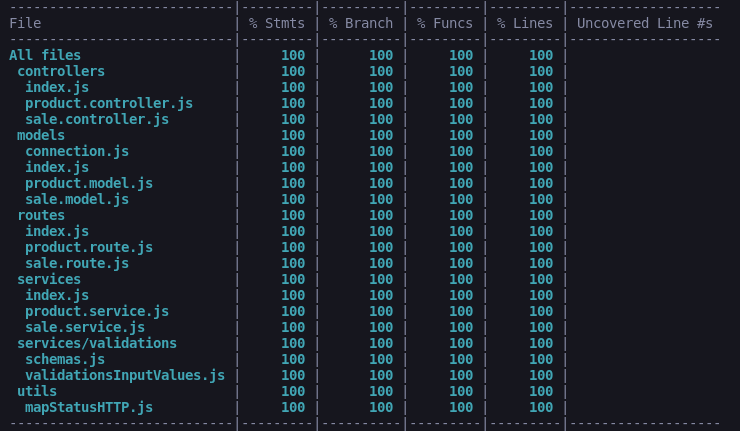 ----------------------------|---------|----------|---------|---------|-------------------
File                        | % Stmts | % Branch | % Funcs | % Lines | Uncovered Line #s
----------------------------|---------|----------|---------|---------|-------------------
All files                   |     100 |      100 |     100 |     100 |
 controllers                |     100 |      100 |     100 |     100 |
  index.js                  |     100 |      100 |     100 |     100 |
  product.controller.js     |     100 |      100 |     100 |     100 |
  sale.controller.js        |     100 |      100 |     100 |     100 |
 models                     |     100 |      100 |     100 |     100 |
  connection.js             |     100 |      100 |     100 |     100 |
  index.js                  |     100 |      100 |     100 |     100 |
  product.model.js          |     100 |      100 |     100 |     100 |
  sale.model.js             |     100 |      100 |     100 |     100 |
 routes                     |     100 |      100 |     100 |     100 |
  index.js                  |     100 |      100 |     100 |     100 |
  product.route.js          |     100 |      100 |     100 |     100 |
  sale.route.js             |     100 |      100 |     100 |     100 |
 services                   |     100 |      100 |     100 |     100 |
  index.js                  |     100 |      100 |     100 |     100 |
  product.service.js        |     100 |      100 |     100 |     100 |
  sale.service.js           |     100 |      100 |     100 |     100 |
 services/validations       |     100 |      100 |     100 |     100 |
  schemas.js                |     100 |      100 |     100 |     100 |
  validationsInputValues.js |     100 |      100 |     100 |     100 |
 utils                      |     100 |      100 |     100 |     100 |
  mapStatusHTTP.js          |     100 |      100 |     100 |     100 |
----------------------------|---------|----------|---------|---------|-------------------